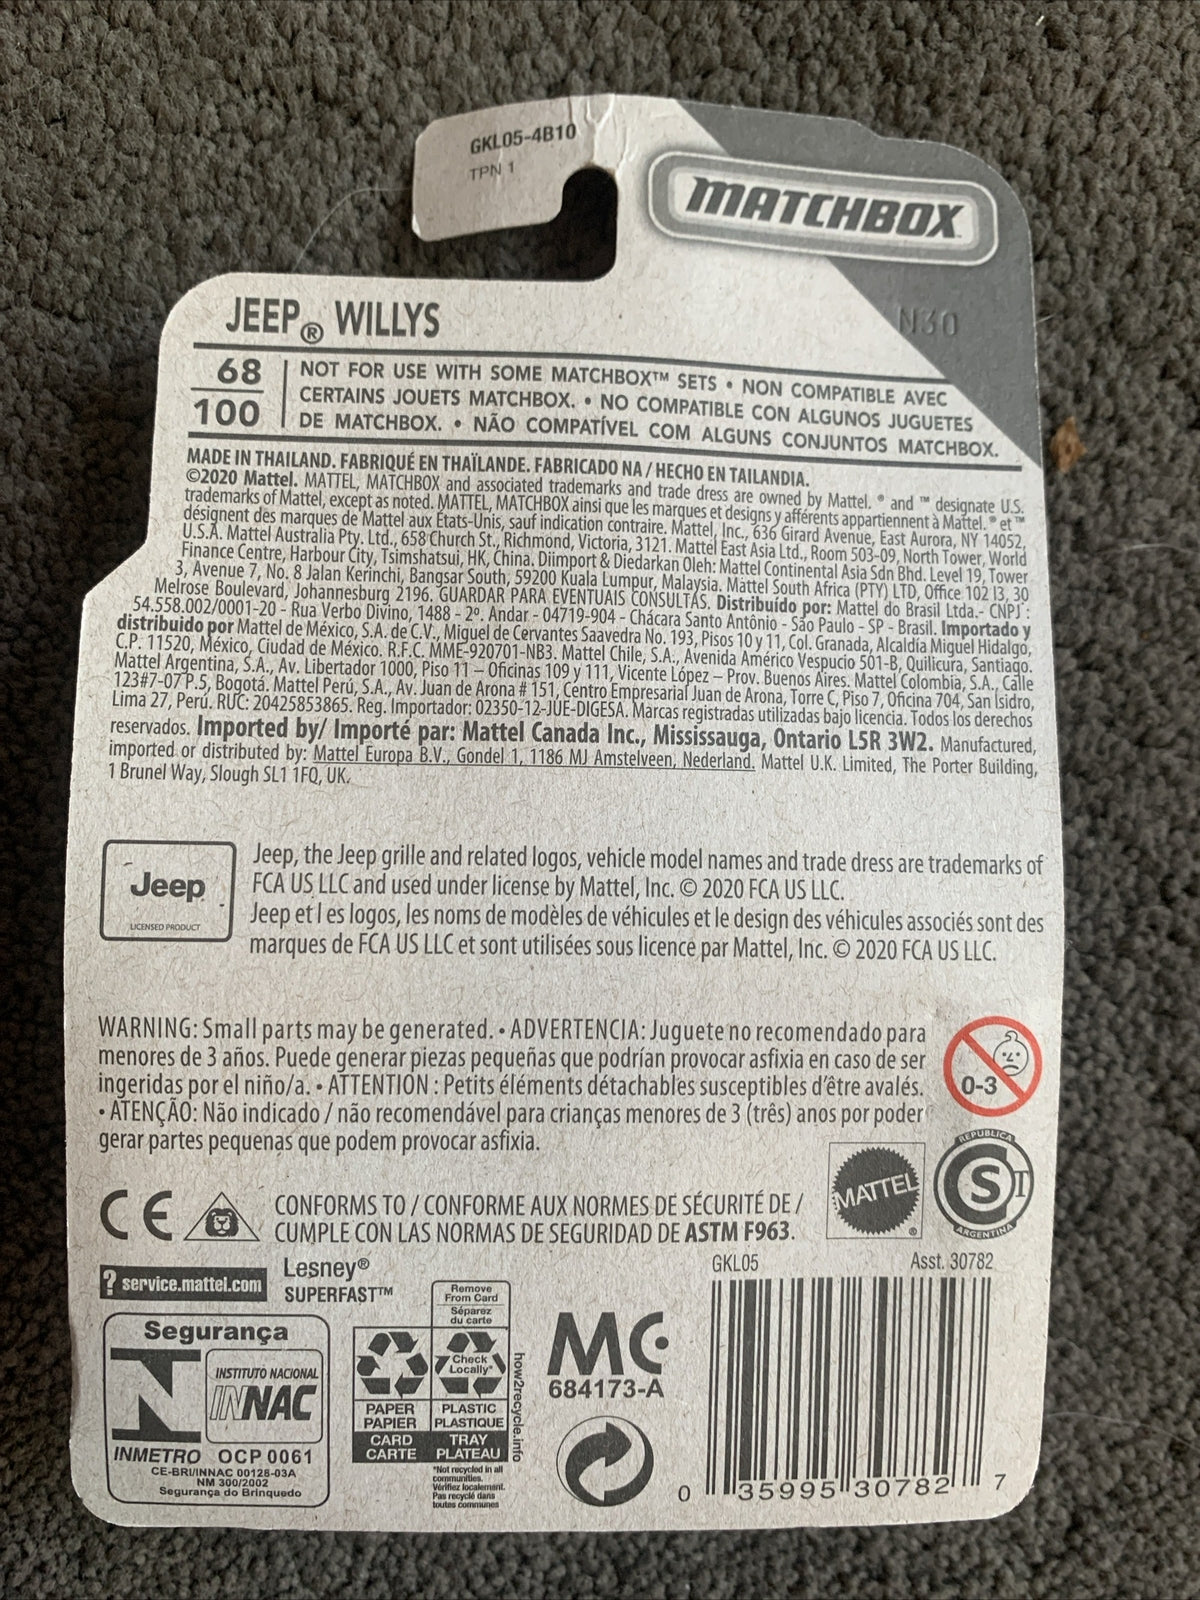 GKL05-4B10
TPN 1
MATCHBOX
N30
JEEP® WILLYS
68
100
NOT FOR USE WITH SOME MATCHBOX™ SETS • NON COMPATIBLE AVEC
CERTAINS JOUETS MATCHBOX. • NO COMPATIBLE CON ALGUNOS JUGUETES
DE MATCHBOX. • NÃO COMPATÍVEL COM ALGUNS CONJUNTOS MATCHBOX.
MADE IN THAILAND. FABRIQUÉ EN THAÏLANDE. FABRICADO NA / HECHO EN TAILANDIA.
©2020 Mattel. MATTEL, MATCHBOX and associated trademarks and trade dress are owned by Mattel. ® and ™ designate U.S.
trademarks of Mattel, except as noted. MATTEL, MATCHBOX ainsi que les marques et designs y afférents appartiennent à Mattel. ® et ™
désignent des marques de Mattel aux États-Unis, sauf indication contraire. Mattel, Inc., 636 Girard Avenue, East Aurora, NY 14052,
U.S.A. Mattel Australia Pty. Ltd., 658 Church St., Richmond, Victoria, 3121. Mattel East Asia Ltd., Room 503-09, North Tower, World
Finance Centre, Harbour City, Tsimshatsui, HK, China. Diimport & Diedarkan Oleh: Mattel Continental Asia Sdn Bhd. Level 19, Tower
3, Avenue 7, No. 8 Jalan Kerinchi, Bangsar South, 59200 Kuala Lumpur, Malaysia. Mattel South Africa (PTY) LTD, Office 102 I3, 30
Melrose Boulevard, Johannesburg 2196. GUARDAR PARA EVENTUAIS CONSULTAS. Distribuído por: Mattel do Brasil Ltda.- CNPJ :
54.558.002/0001-20 - Rua Verbo Divino, 1488 - 2º. Andar - 04719-904 - Chácara Santo Antônio - São Paulo - SP - Brasil. Importado y
distribuido por Mattel de México, S.A. de C.V., Miguel de Cervantes Saavedra No. 193, Pisos 10 y 11, Col. Granada, Alcaldía Miguel Hidalgo,
C.P. 11520, México, Ciudad de México. R.F.C. MME-920701-NB3. Mattel Chile, S.A., Avenida Américo Vespucio 501-B, Quilicura, Santiago.
Mattel Argentina, S.A., Av. Libertador 1000, Piso 11 – Oficinas 109 y 111, Vicente López – Prov. Buenos Aires. Mattel Colombia, S.A., Calle
123#7-07 P.5, Bogotá. Mattel Perú, S.A., Av. Juan de Arona # 151, Centro Empresarial Juan de Arona, Torre C, Piso 7, Oficina 704, San Isidro,
Lima 27, Perú. RUC: 20425853865. Reg. Importador: 02350-12-JUE-DIGESA. Marcas registradas utilizadas bajo licencia. Todos los derechos
reservados. Imported by/ Importé par: Mattel Canada Inc., Mississauga, Ontario L5R 3W2. Manufactured,
imported or distributed by: Mattel Europa B.V., Gondel 1, 1186 MJ Amstelveen, Nederland. Mattel U.K. Limited, The Porter Building,
1 Brunel Way, Slough SL1 1FQ, UK.
Jeep
LICENSED PRODUCT
Jeep, the Jeep grille and related logos, vehicle model names and trade dress are trademarks of
FCA US LLC and used under license by Mattel, Inc. © 2020 FCA US LLC.
Jeep et l es logos, les noms de modèles de véhicules et le design des véhicules associés sont des
marques de FCA US LLC et sont utilisées sous licence par Mattel, Inc. © 2020 FCA US LLC.
WARNING: Small parts may be generated. • ADVERTENCIA: Juguete no recomendado para
menores de 3 años. Puede generar piezas pequeñas que podrían provocar asfixia en caso de ser
ingeridas por el niño/a. • ATTENTION : Petits éléments détachables susceptibles d'être avalés.
• ATENÇÃO: Não indicado / não recomendável para crianças menores de 3 (três) anos por poder
gerar partes pequenas que podem provocar asfixia.
0-3
CE
CONFORMS TO / CONFORME AUX NORMES DE SÉCURITÉ DE /
CUMPLE CON LAS NORMAS DE SEGURIDAD DE ASTM F963.
MATTEL®
REPUBLICA
S T
ARGENTINA
? service.mattel.com
Lesney®
SUPERFAST™
GKL05
Asst. 30782
Segurança
INSTITUTO NACIONAL
INNAC
INMETRO OCP 0061
CE-BRI/INNAC 00128-03A
NM 300/2002
Segurança do Brinquedo
Remove
From Card
Séparez
du carte
Check
Locally*
PAPER
PAPIER
CARD
CARTE
PLASTIC
PLASTIQUE
TRAY
PLATEAU
*Not recycled in all
communities.
Vérifiez localement.
Pas recyclé dans
toutes communes
how2recycle.info
MC
684173-A
0 35995 30782 7